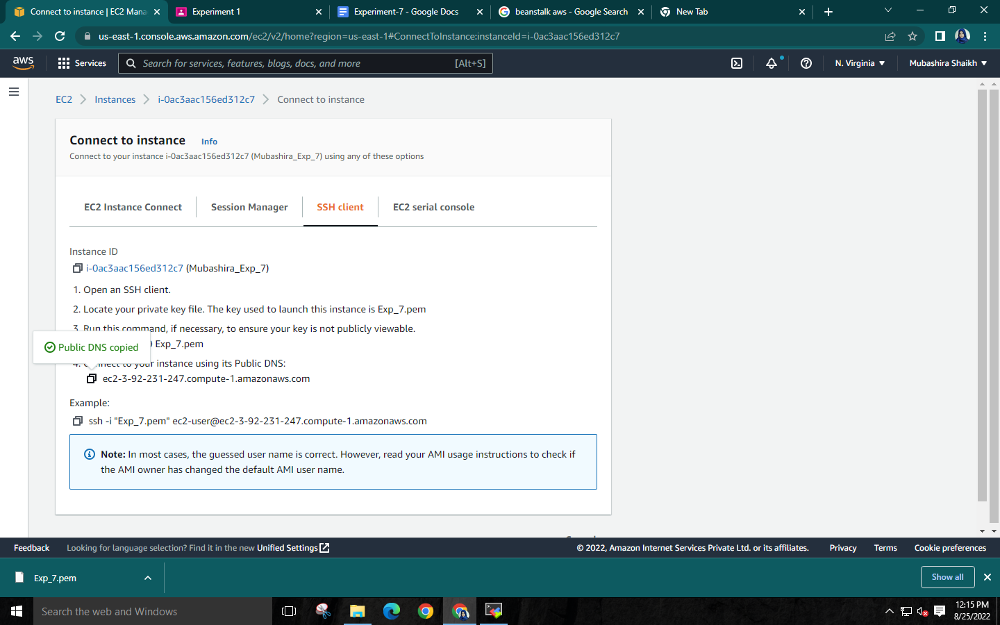 Connect to instance | EC2 Mana
Experiment 1
Experiment-7 - Google Docs
beanstalk aws - Google Search
New Tab
us-east-1.console.aws.amazon.com/ec2/v2/home?region=us-east-1#ConnectToInstance:instanceId=i-0ac3aac156ed312c7
aws
Services
Search for services, features, blogs, docs, and more
[Alt+S]
N. Virginia
Mubashira Shaikh
EC2 > Instances > i-0ac3aac156ed312c7 > Connect to instance
Connect to instance Info
Connect to your instance i-0ac3aac156ed312c7 (Mubashira_Exp_7) using any of these options
EC2 Instance Connect
Session Manager
SSH client
EC2 serial console
Instance ID
i-0ac3aac156ed312c7 (Mubashira_Exp_7)
1. Open an SSH client.
2. Locate your private key file. The key used to launch this instance is Exp_7.pem
3. Run this command, if necessary, to ensure your key is not publicly viewable.
Exp_7.pem
Public DNS copied
4. Connect to your instance using its Public DNS:
ec2-3-92-231-247.compute-1.amazonaws.com
Example:
ssh -i "Exp_7.pem" ec2-user@ec2-3-92-231-247.compute-1.amazonaws.com
Note: In most cases, the guessed user name is correct. However, read your AMI usage instructions to check if
the AMI owner has changed the default AMI user name.
Feedback
Looking for language selection? Find it in the new Unified Settings
© 2022, Amazon Internet Services Private Ltd. or its affiliates.
Privacy
Terms
Cookie preferences
Exp_7.pem
Show all
Search the web and Windows
12:15 PM
8/25/2022